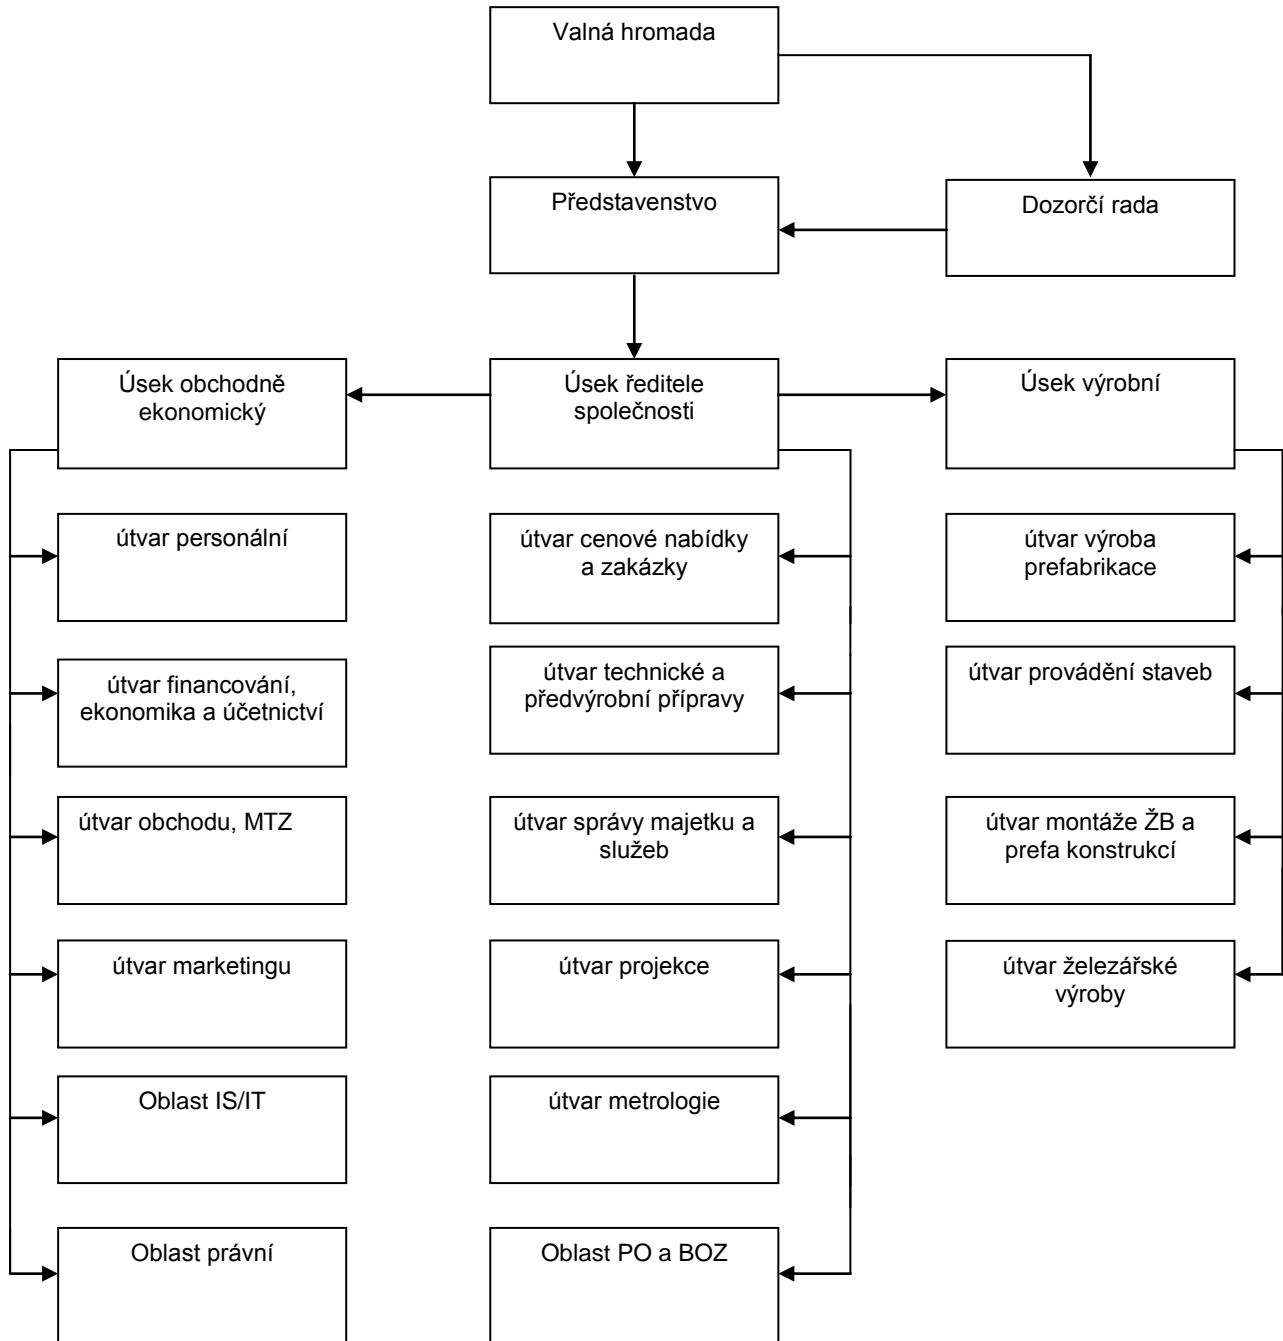 Valná hromada
Představenstvo
Dozorčí rada
Úsek obchodně
ekonomický
Úsek ředitele
společnosti
Úsek výrobní
útvar personální
útvar cenové nabídky
a zakázky
útvar výroba
prefabrikace
útvar financování,
ekonomika a účetnictví
útvar technické a
předvýrobní přípravy
útvar provádění staveb
útvar obchodu, MTZ
útvar správy majetku a
služeb
útvar montáže ŽB a
prefa konstrukcí
útvar marketingu
útvar projekce
útvar železářské
výroby
Oblast IS/IT
útvar metrologie
Oblast právní
Oblast PO a BOZ